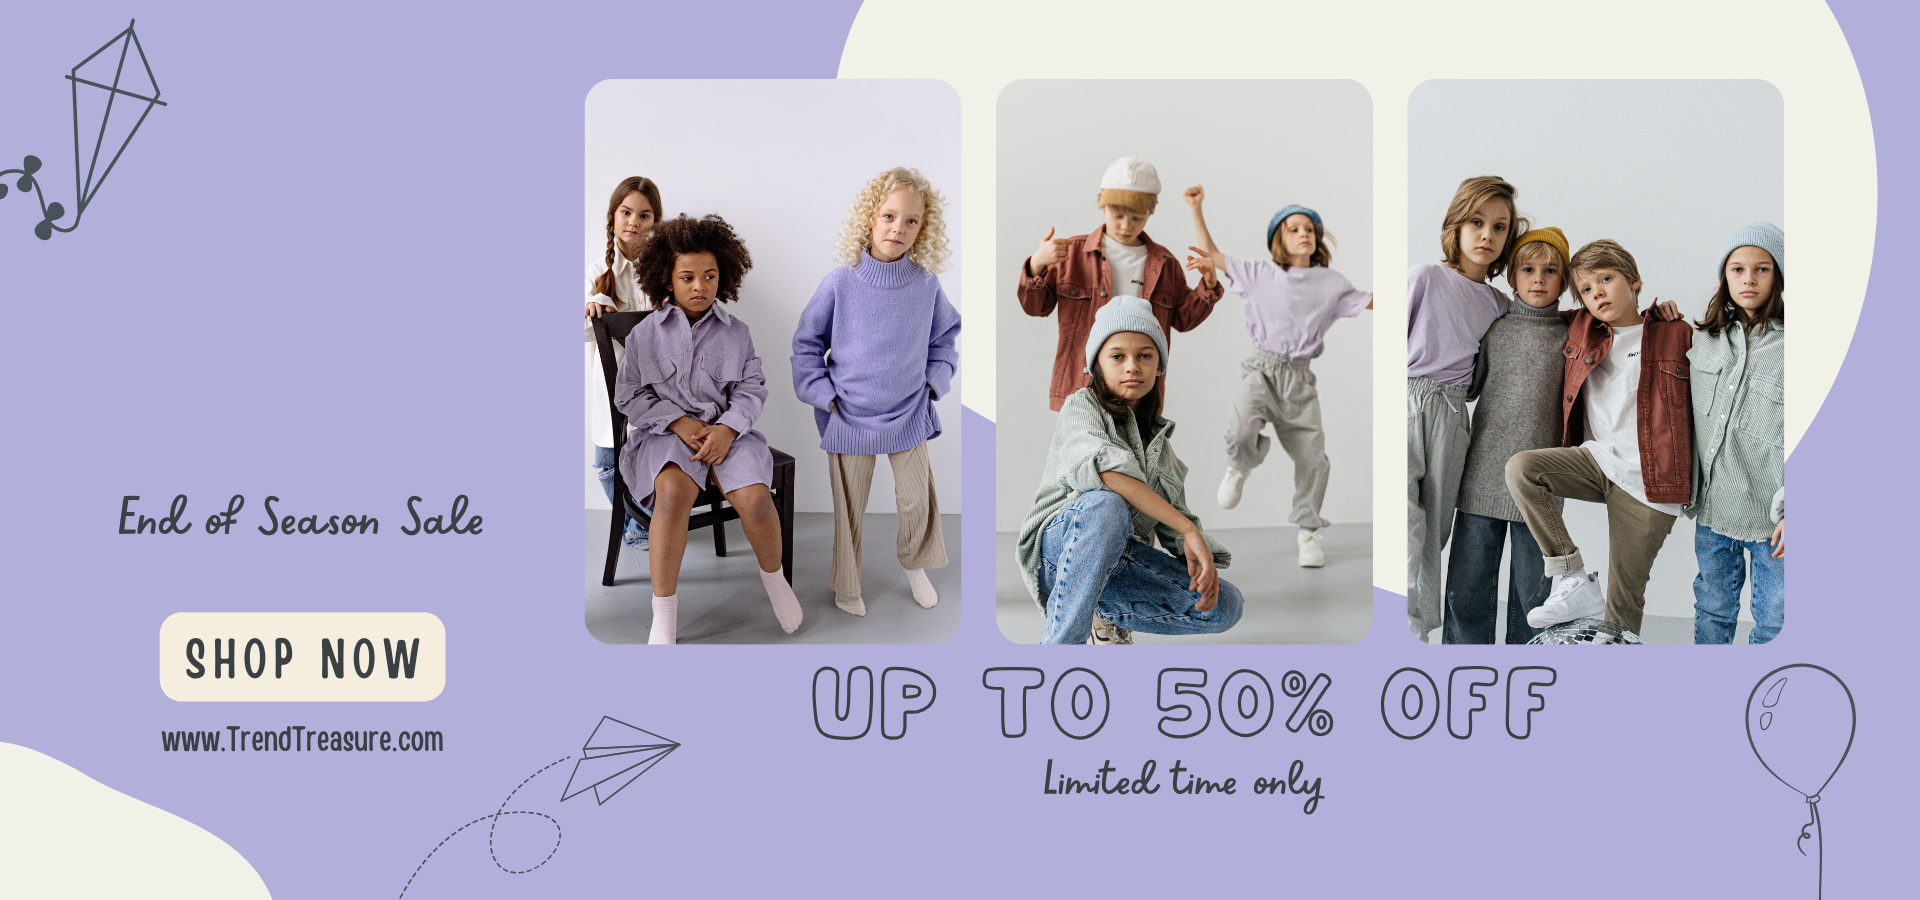 End of Season Sale
SHOP NOW
www.TrendTreasure.com
UP TO 50% OFF
Limited time only